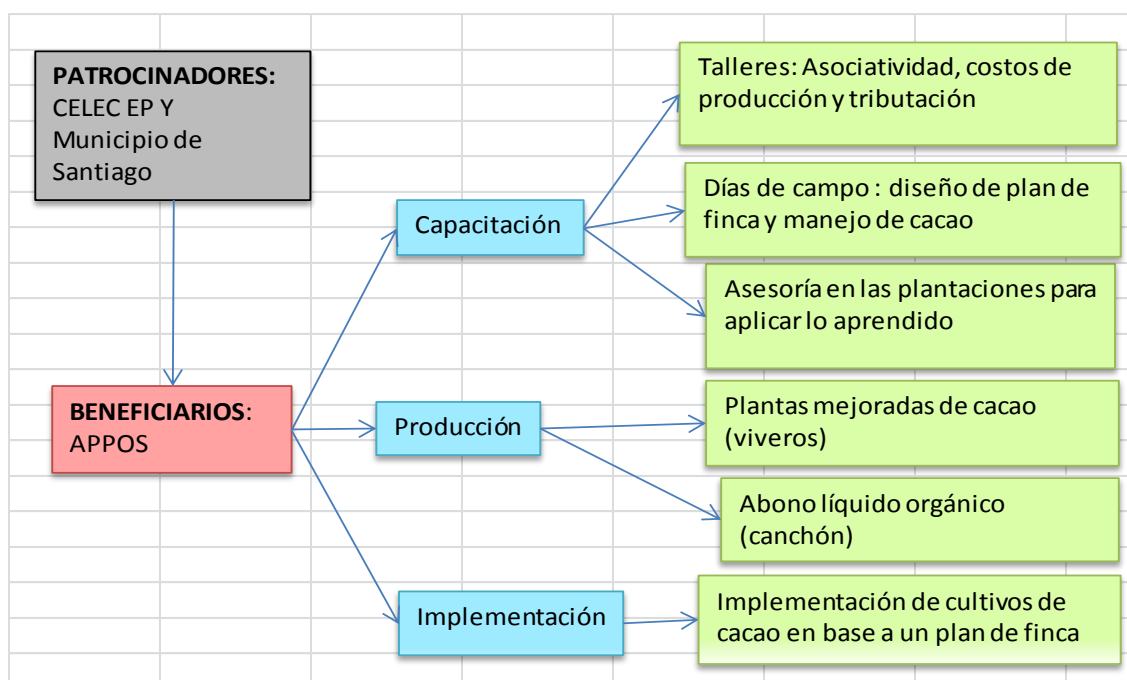 PATROCINADORES:
CELEC EP Y
Municipio de
Santiago
BENEFICIARIOS:
APPOS
Capacitación
Talleres: Asociatividad, costos de
producción y tributación
Días de campo : diseño de plan de
finca y manejo de cacao
Asesoría en las plantaciones para
aplicar lo aprendido
Producción
Plantas mejoradas de cacao
(viveros)
Abono líquido orgánico
(canchón)
Implementación
Implementación de cultivos de
cacao en base a un plan de finca